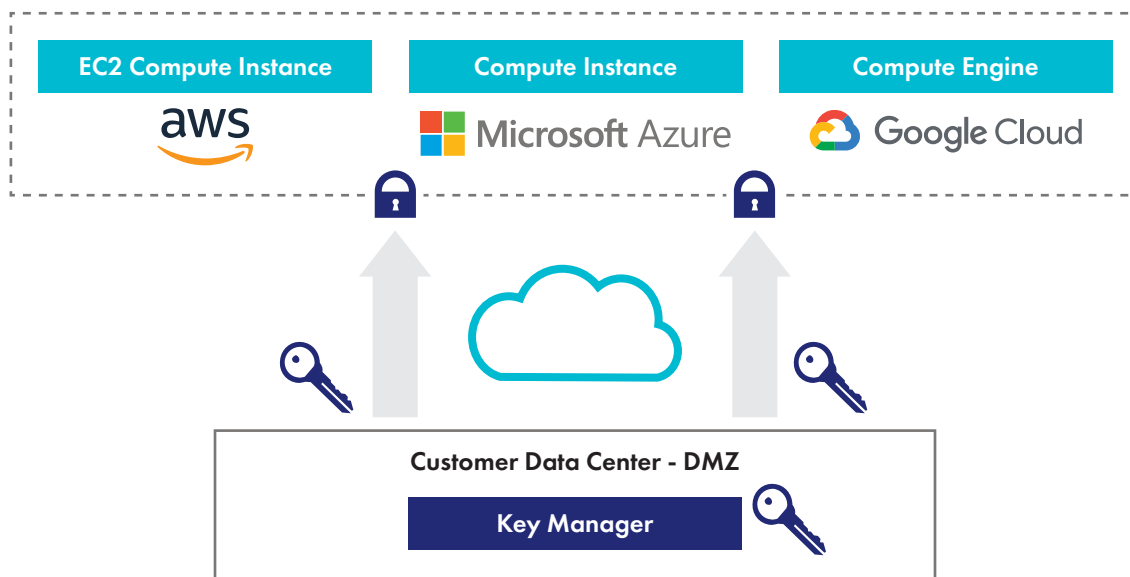 EC2 Compute Instance
Compute Instance
Compute Engine
aws
Microsoft Azure
Google Cloud
Customer Data Center - DMZ
Key Manager